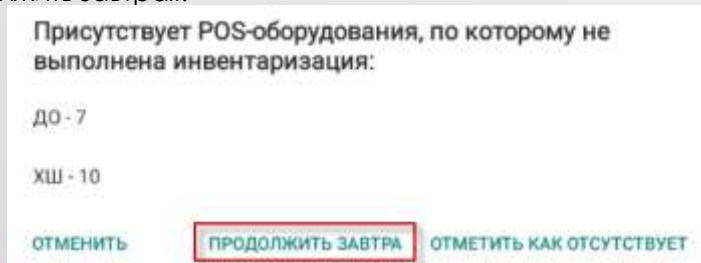 Присутствует POS-оборудования, по которому не
выполнена инвентаризация:
ДО - 7
ХШ - 10
ОТМЕНИТЬ ПРОДОЛЖИТЬ ЗАВТРА ОТМЕТИТЬ КАК ОТСУТСТВУЕТ